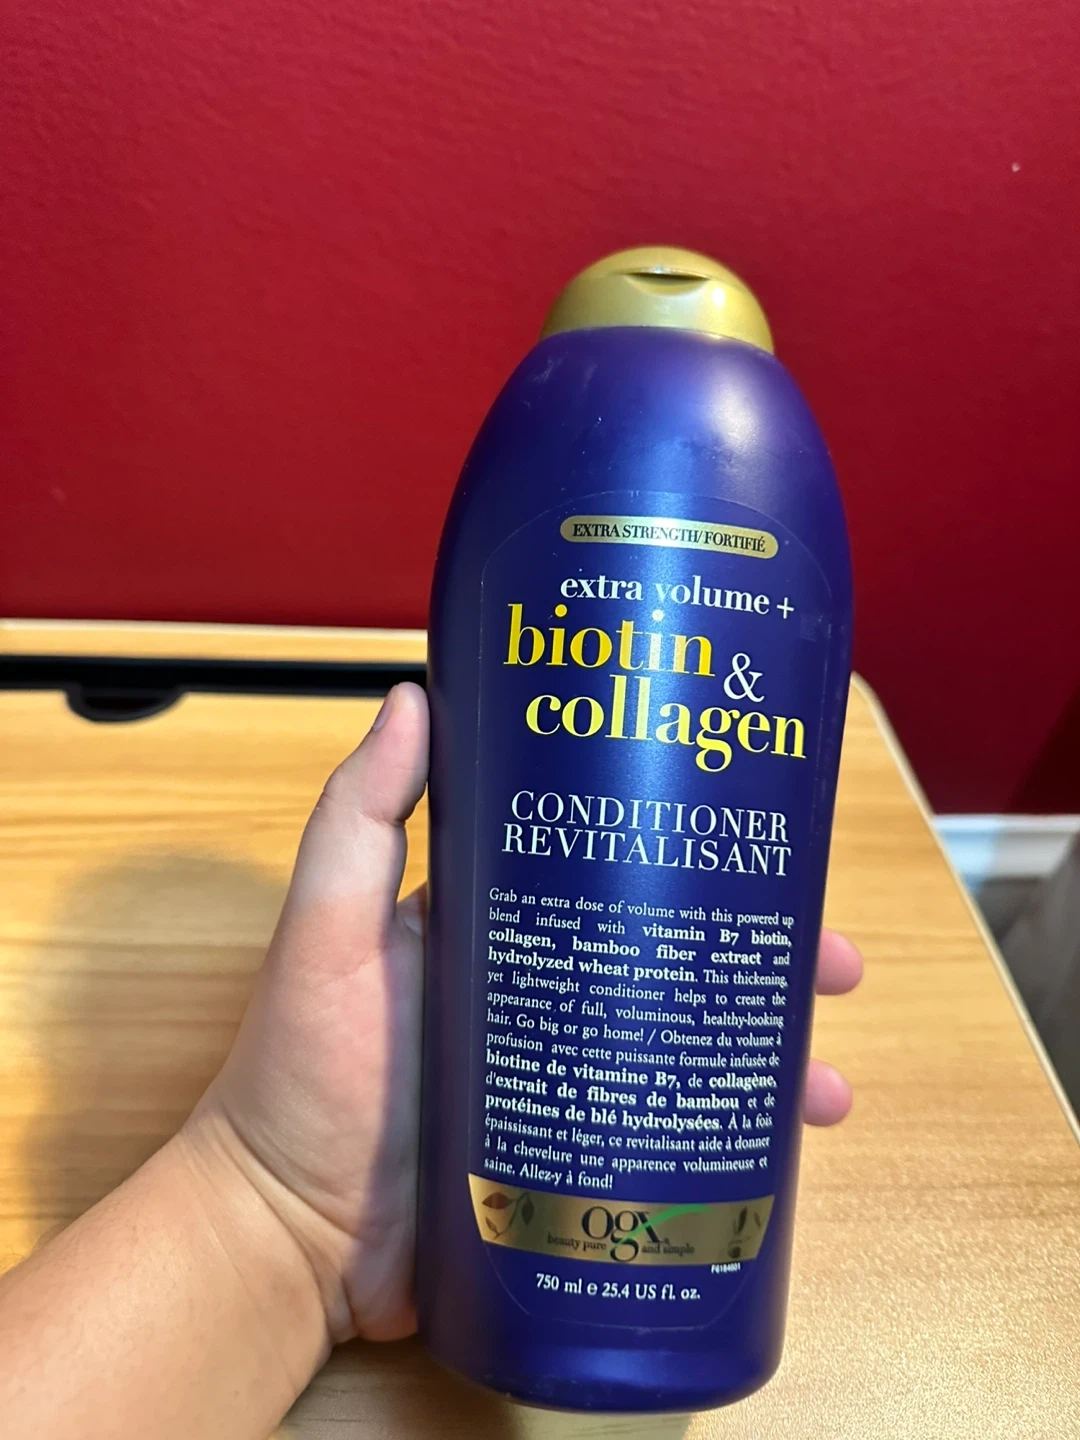 EXTRA STRENGTH/FORTIFIÉ
extra volume +
biotin &
collagen
CONDITIONER
REVITALISANT
Grab an extra dose of volume with this powered up
blend infused with vitamin B7 biotin,
collagen, bamboo fiber extract and
hydrolyzed wheat protein. This thickening,
yet lightweight conditioner helps to create the
appearance of full, voluminous, healthy-looking
hair. Go big or go home! / Obtenez du volume à
profusion avec cette puissante formule infusée de
biotine de vitamine B7, de collagène,
d'extrait de fibres de bambou et de
protéines de blé hydrolysées. À la fois
épaississant et léger, ce revitalisant aide à donner
à la chevelure une apparence volumineuse et
saine. Allez-y à fond!
ogx
beauty pure and simple
F6184601
750 ml e 25.4 US fl. oz.